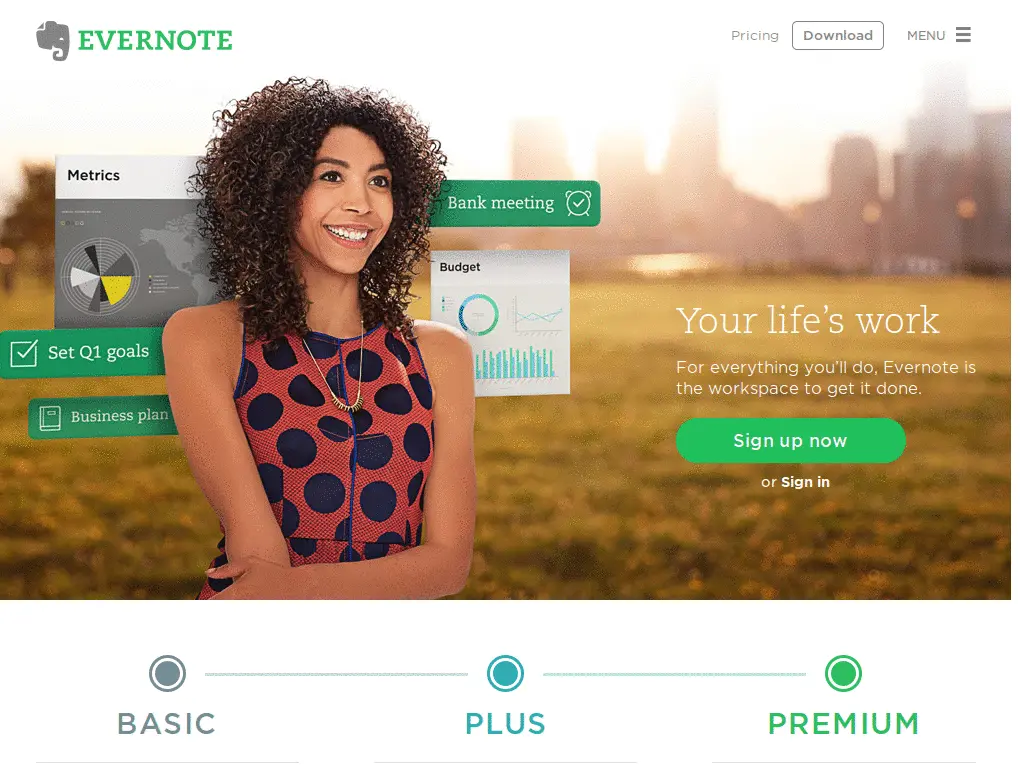 EVERNOTE
Pricing
Download
MENU
Metrics
Bank meeting
Budget
Set Q1 goals
Business plan
Your life's work
For everything you'll do, Evernote is
the workspace to get it done.
Sign up now
or Sign in
BASIC
PLUS
PREMIUM